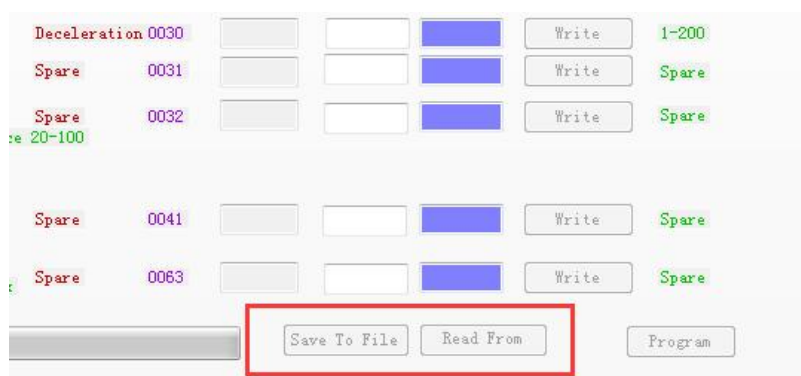 Deceleration 0030 Write 1-200
Spare 0031 Write Spare
Spare 0032 Write Spare
ce 20-100
Spare 0041 Write Spare
Spare 0063 Write Spare
Save To File Read From Program